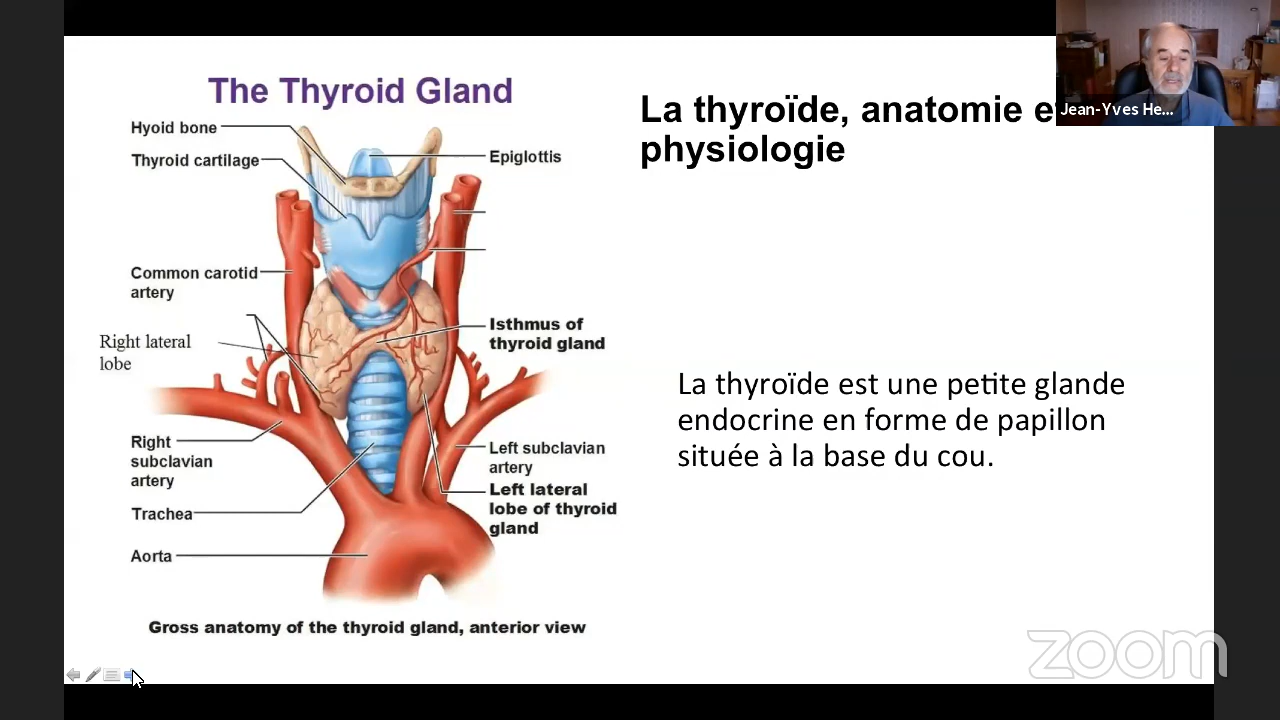 The Thyroid Gland
Hyoid bone
Thyroid cartilage
Epiglottis
Common carotid
artery
Right lateral
lobe
Isthmus of
thyroid gland
Right
subclavian
artery
Left subclavian
artery
Left lateral
lobe of thyroid
gland
Trachea
Aorta
Gross anatomy of the thyroid gland, anterior view
La thyroïde, anatomie et
physiologie
La thyroïde est une petite glande
endocrine en forme de papillon
située à la base du cou.
Jean-Yves He...
zoom